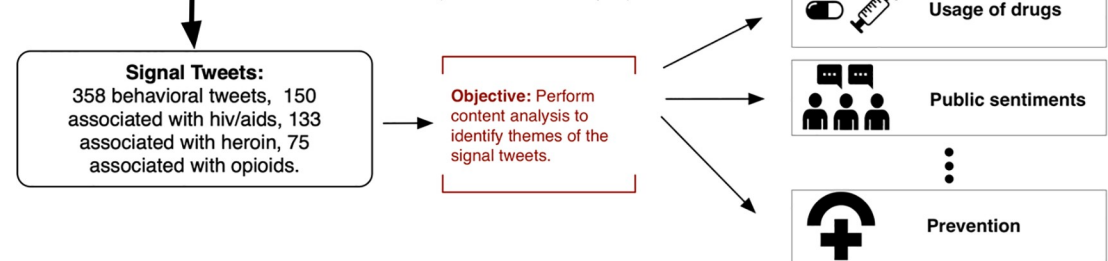 Usage of drugs
Signal Tweets:
358 behavioral tweets, 150
associated with hiv/aids, 133
associated with heroin, 75
associated with opioids.
Objective: Perform
content analysis to
identify themes of the
signal tweets.
Public sentiments
Prevention